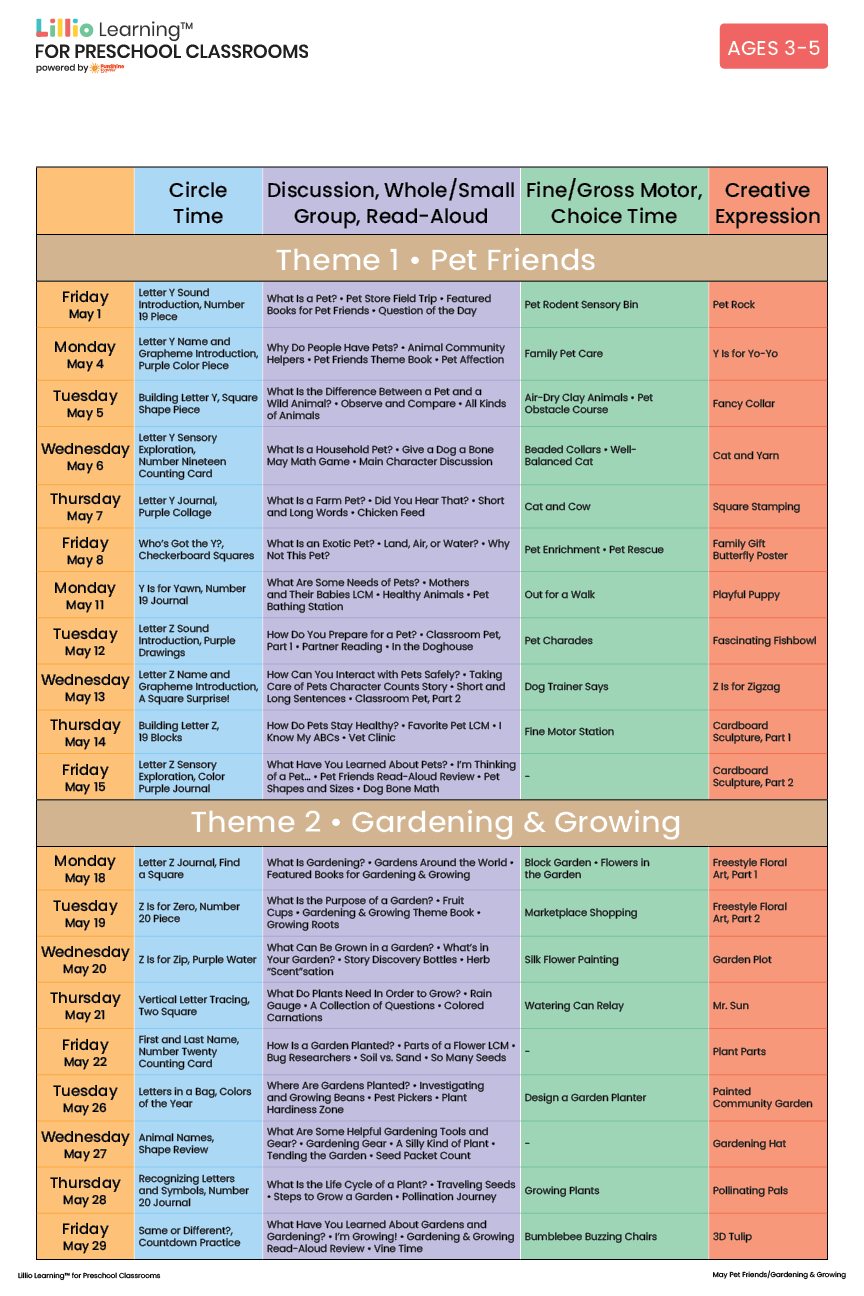 Lillio Learning™
FOR PRESCHOOL CLASSROOMS
powered by FunShine Express
AGES 3-5
Circle
Time
Discussion, Whole/Small
Group, Read-Aloud
Fine/Gross Motor,
Choice Time
Creative
Expression
Theme 1 • Pet Friends
Friday
May 1
Letter Y Sound
Introduction, Number
19 Piece
What Is a Pet? • Pet Store Field Trip • Featured
Books for Pet Friends • Question of the Day
Pet Rodent Sensory Bin
Pet Rock
Monday
May 4
Letter Y Name and
Grapheme Introduction,
Purple Color Piece
Why Do People Have Pets? • Animal Community
Helpers • Pet Friends Theme Book • Pet Affection
Family Pet Care
Y Is for Yo-Yo
Tuesday
May 5
Building Letter Y, Square
Shape Piece
What Is the Difference Between a Pet and a
Wild Animal? • Observe and Compare • All Kinds
of Animals
Air-Dry Clay Animals • Pet
Obstacle Course
Fancy Collar
Wednesday
May 6
Letter Y Sensory
Exploration,
Number Nineteen
Counting Card
What Is a Household Pet? • Give a Dog a Bone
May Math Game • Main Character Discussion
Beaded Collars • Well-
Balanced Cat
Cat and Yarn
Thursday
May 7
Letter Y Journal,
Purple Collage
What Is a Farm Pet? • Did You Hear That? • Short
and Long Words • Chicken Feed
Cat and Cow
Square Stamping
Friday
May 8
Who's Got the Y?,
Checkerboard Squares
What Is an Exotic Pet? • Land, Air, or Water? • Why
Not This Pet?
Pet Enrichment • Pet Rescue
Family Gift
Butterfly Poster
Monday
May 11
Y Is for Yawn, Number
19 Journal
What Are Some Needs of Pets? • Mothers
and Their Babies LCM • Healthy Animals • Pet
Bathing Station
Out for a Walk
Playful Puppy
Tuesday
May 12
Letter Z Sound
Introduction, Purple
Drawings
How Do You Prepare for a Pet? • Classroom Pet,
Part 1 • Partner Reading • In the Doghouse
Pet Charades
Fascinating Fishbowl
Wednesday
May 13
Letter Z Name and
Grapheme Introduction,
A Square Surprise!
How Can You Interact with Pets Safely? • Taking
Care of Pets Character Counts Story • Short and
Long Sentences • Classroom Pet, Part 2
Dog Trainer Says
Z Is for Zigzag
Thursday
May 14
Building Letter Z,
19 Blocks
How Do Pets Stay Healthy? • Favorite Pet LCM • I
Know My ABCs • Vet Clinic
Fine Motor Station
Cardboard
Sculpture, Part 1
Friday
May 15
Letter Z Sensory
Exploration, Color
Purple Journal
What Have You Learned About Pets? • I'm Thinking
of a Pet... • Pet Friends Read-Aloud Review • Pet
Shapes and Sizes • Dog Bone Math
-
Cardboard
Sculpture, Part 2
Theme 2 • Gardening & Growing
Monday
May 18
Letter Z Journal, Find
a Square
What Is Gardening? • Gardens Around the World •
Featured Books for Gardening & Growing
Block Garden • Flowers in
the Garden
Freestyle Floral
Art, Part 1
Tuesday
May 19
Z Is for Zero, Number
20 Piece
What Is the Purpose of a Garden? • Fruit
Cups • Gardening & Growing Theme Book •
Growing Roots
Marketplace Shopping
Freestyle Floral
Art, Part 2
Wednesday
May 20
Z Is for Zip, Purple Water
What Can Be Grown in a Garden? • What's in
Your Garden? • Story Discovery Bottles • Herb
"Scent"sation
Silk Flower Painting
Garden Plot
Thursday
May 21
Vertical Letter Tracing,
Two Square
What Do Plants Need In Order to Grow? • Rain
Gauge • A Collection of Questions • Colored
Carnations
Watering Can Relay
Mr. Sun
Friday
May 22
First and Last Name,
Number Twenty
Counting Card
How Is a Garden Planted? • Parts of a Flower LCM •
Bug Researchers • Soil vs. Sand • So Many Seeds
-
Plant Parts
Tuesday
May 26
Letters in a Bag, Colors
of the Year
Where Are Gardens Planted? • Investigating
and Growing Beans • Pest Pickers • Plant
Hardiness Zone
Design a Garden Planter
Painted
Community Garden
Wednesday
May 27
Animal Names,
Shape Review
What Are Some Helpful Gardening Tools and
Gear? • Gardening Gear • A Silly Kind of Plant •
Tending the Garden • Seed Packet Count
-
Gardening Hat
Thursday
May 28
Recognizing Letters
and Symbols, Number
20 Journal
What Is the Life Cycle of a Plant? • Traveling Seeds
• Steps to Grow a Garden • Pollination Journey
Growing Plants
Pollinating Pals
Friday
May 29
Same or Different?,
Countdown Practice
What Have You Learned About Gardens and
Gardening? • I'm Growing! • Gardening & Growing
Read-Aloud Review • Vine Time
Bumblebee Buzzing Chairs
3D Tulip
Lillio Learning™ for Preschool Classrooms
May Pet Friends/Gardening & Growing